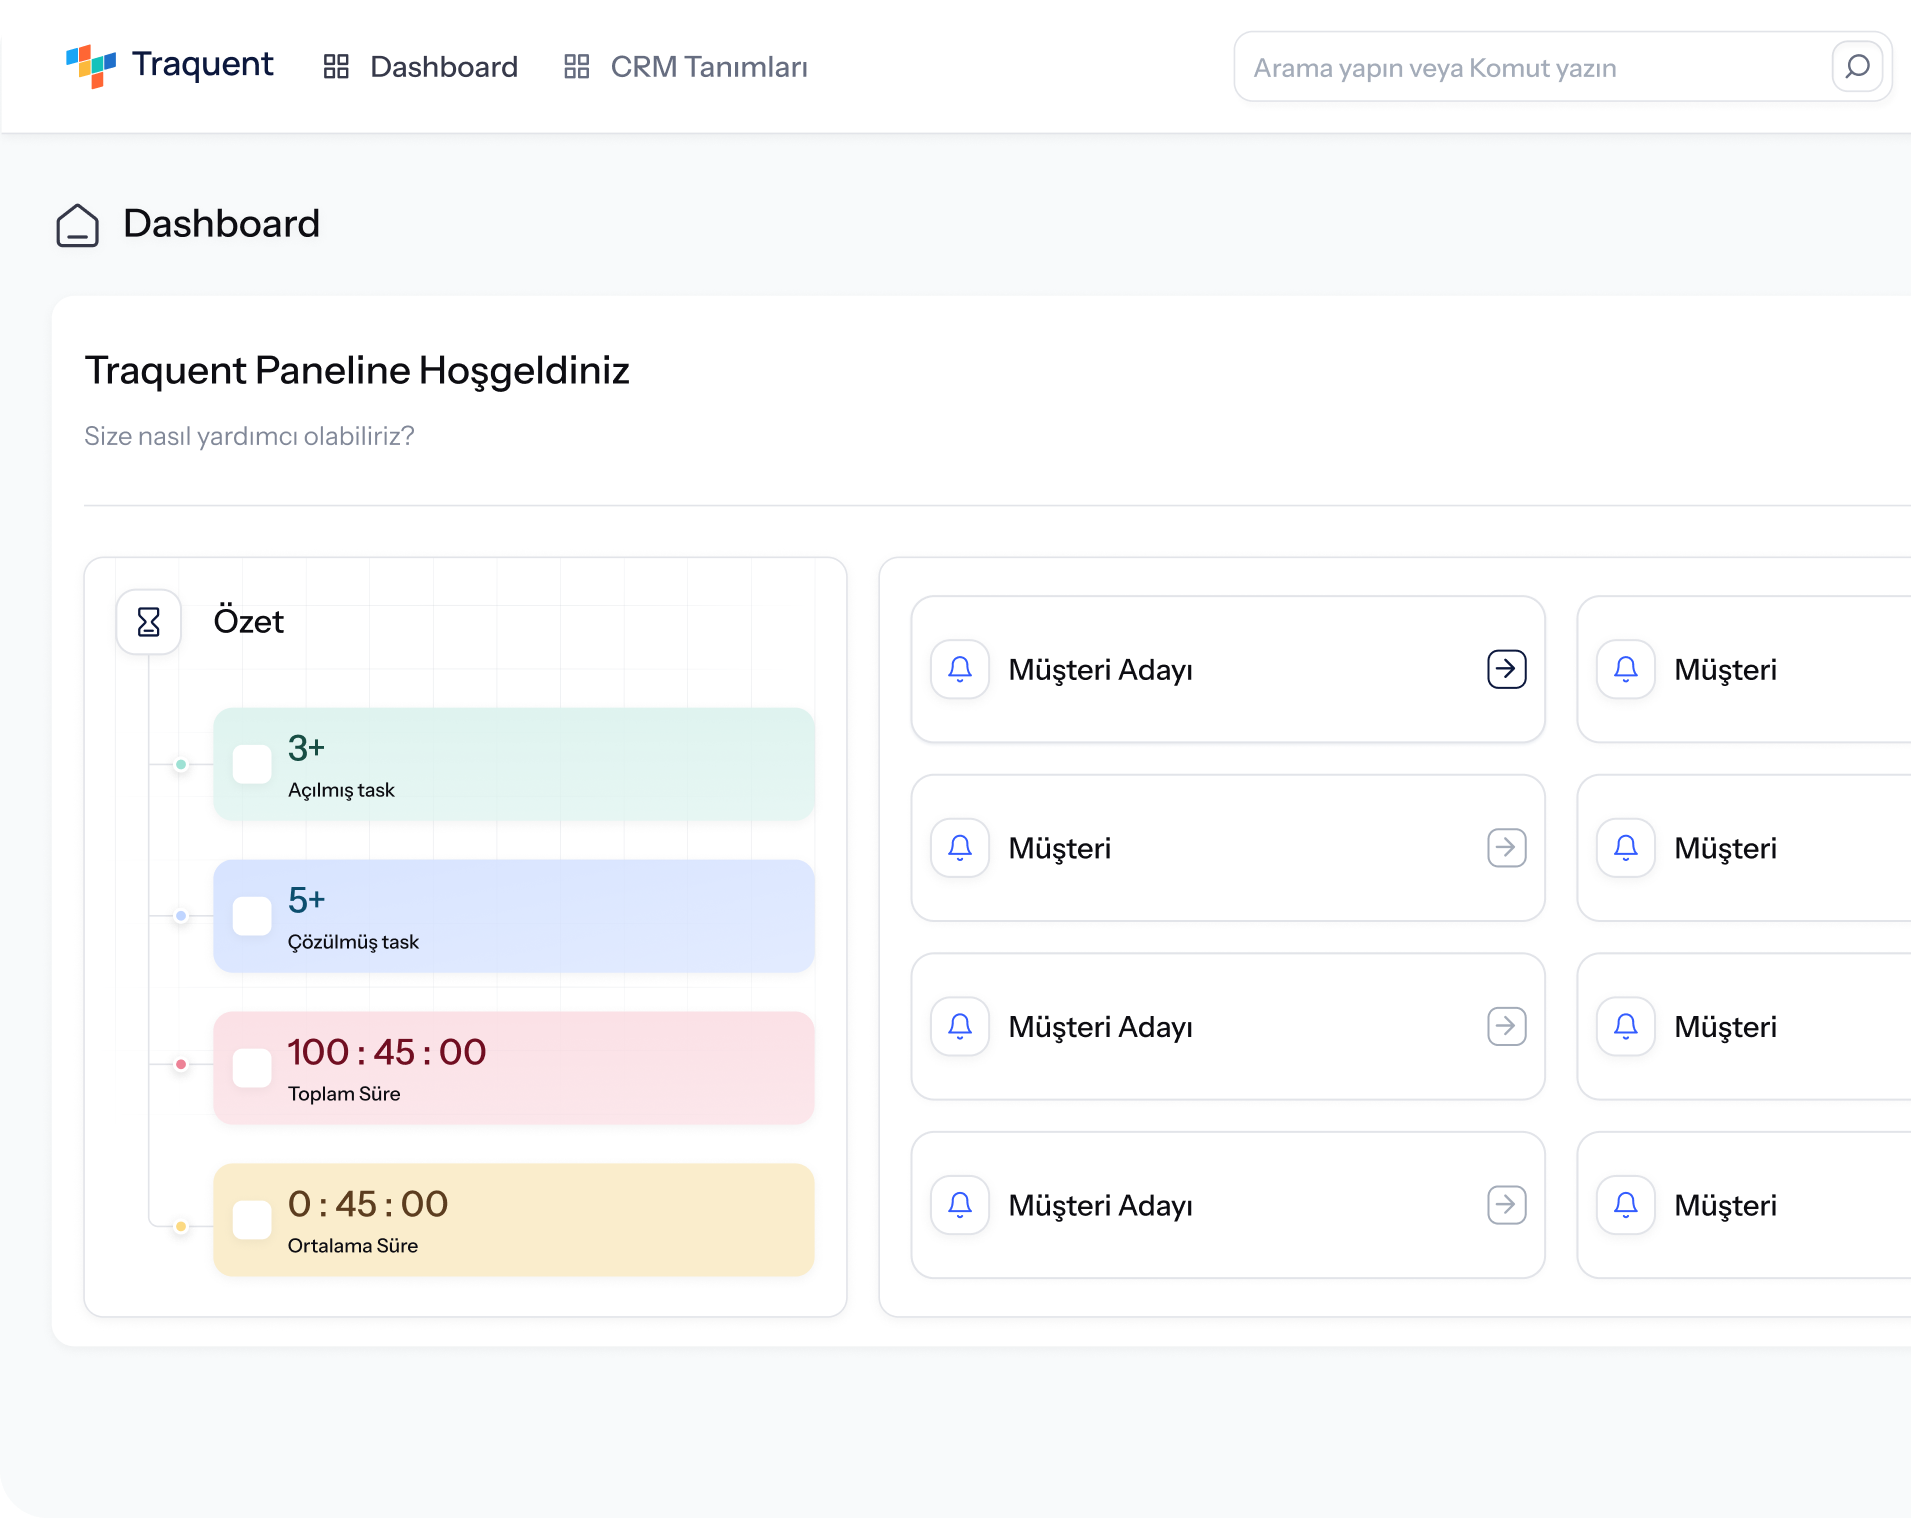 Traquent
Dashboard
CRM Tanımları
Arama yapın veya Komut yazın
Dashboard
Traquent Paneline Hoşgeldiniz
Size nasıl yardımcı olabiliriz?
Özet
3+
Açılmış task
5+
Çözülmüş task
100 : 45 : 00
Toplam Süre
0 : 45 : 00
Ortalama Süre
Müşteri Adayı
Müşteri
Müşteri
Müşteri
Müşteri Adayı
Müşteri
Müşteri Adayı
Müşteri